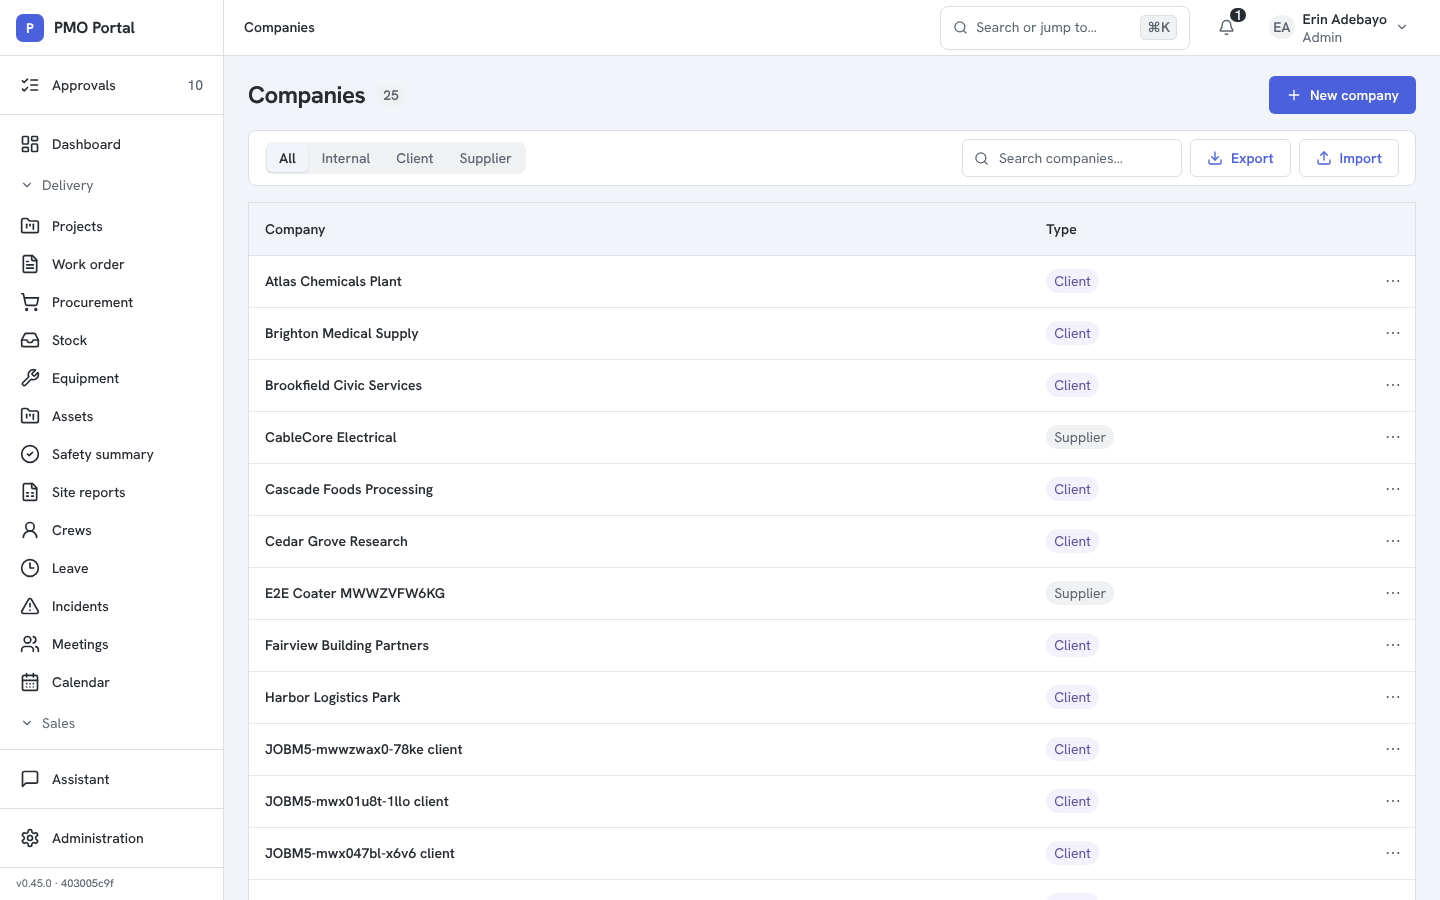 P PMO Portal
Companies
Search or jump to... ⌘K
1
EA
Erin Adebayo
Admin
Approvals 10
Dashboard
Delivery
Projects
Work order
Procurement
Stock
Equipment
Assets
Safety summary
Site reports
Crews
Leave
Incidents
Meetings
Calendar
Sales
Assistant
Administration
v0.45.0 · 403005c9f
Companies 25
New company
All Internal Client Supplier
Search companies...
Export
Import
Company Type
Atlas Chemicals Plant Client
Brighton Medical Supply Client
Brookfield Civic Services Client
CableCore Electrical Supplier
Cascade Foods Processing Client
Cedar Grove Research Client
E2E Coater MWWZVFW6KG Supplier
Fairview Building Partners Client
Harbor Logistics Park Client
JOBM5-mwwzwax0-78ke client Client
JOBM5-mwx01u8t-1llo client Client
JOBM5-mwx047bl-x6v6 client Client